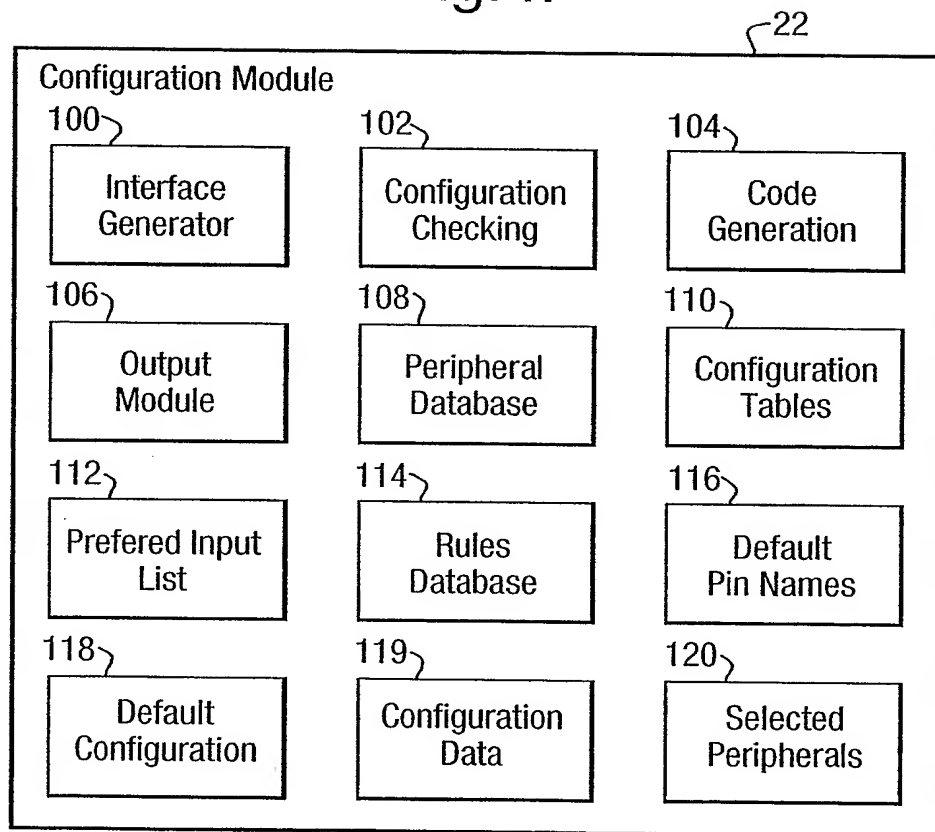 22
Configuration Module
100
102
104
Interface
Generator
Configuration
Checking
Code
Generation
106
108
110
Output
Module
Peripheral
Database
Configuration
Tables
112
114
116
Prefered Input
List
Rules
Database
Default
Pin Names
118
119
120
Default
Configuration
Configuration
Data
Selected
Peripherals